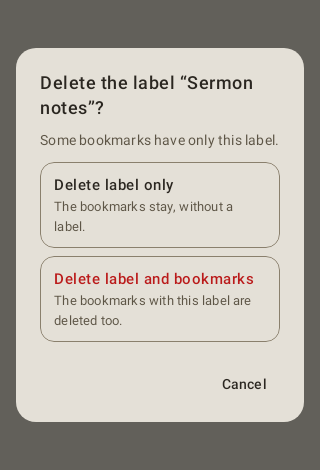 Delete the label “Sermon
notes”?
Some bookmarks have only this label.
Delete label only
The bookmarks stay, without a
label.
Delete label and bookmarks
The bookmarks with this label are
deleted too.
Cancel